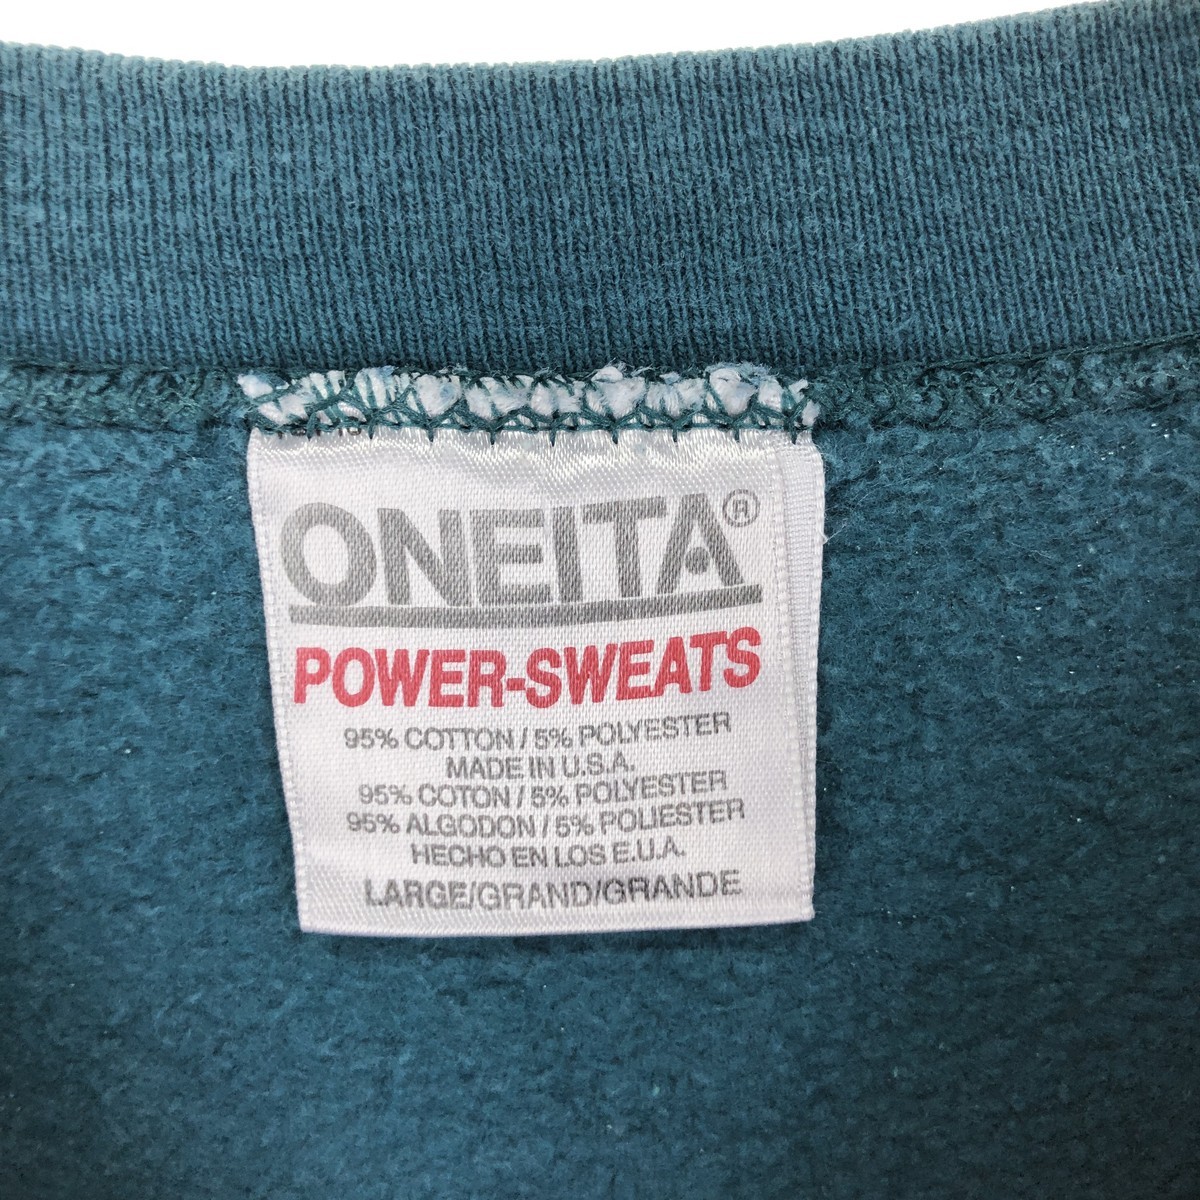 ONEITA®
POWER-SWEATS
95% COTTON / 5% POLYESTER
MADE IN U.S.A.
95% COTON / 5% POLYESTER
95% ALGODON / 5% POLIESTER
HECHO EN LOS E.U.A.
LARGE/GRAND/GRANDE